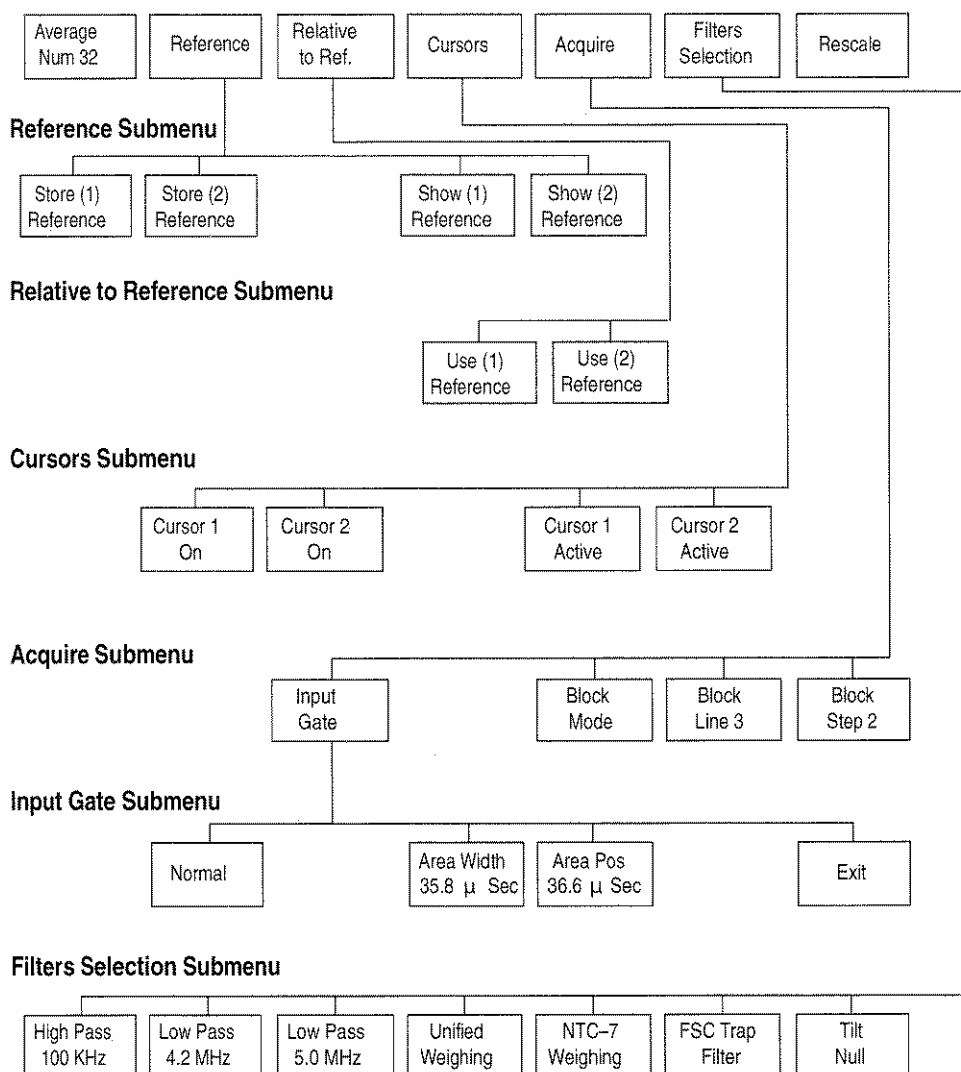 Average
Num 32
Reference
Relative
to Ref.
Cursors
Acquire
Filters
Selection
Rescale
Reference Submenu
Store (1)
Reference
Store (2)
Reference
Show (1)
Reference
Show (2)
Reference
Relative to Reference Submenu
Use (1)
Reference
Use (2)
Reference
Cursors Submenu
Cursor 1
On
Cursor 2
On
Cursor 1
Active
Cursor 2
Active
Acquire Submenu
Input
Gate
Block
Mode
Block
Line 3
Block
Step 2
Input Gate Submenu
Normal
Area Width
35.8 μ Sec
Area Pos
36.6 μ Sec
Exit
Filters Selection Submenu
High Pass
100 KHz
Low Pass
4.2 MHz
Low Pass
5.0 MHz
Unified
Weighing
NTC–7
Weighing
FSC Trap
Filter
Tilt
Null